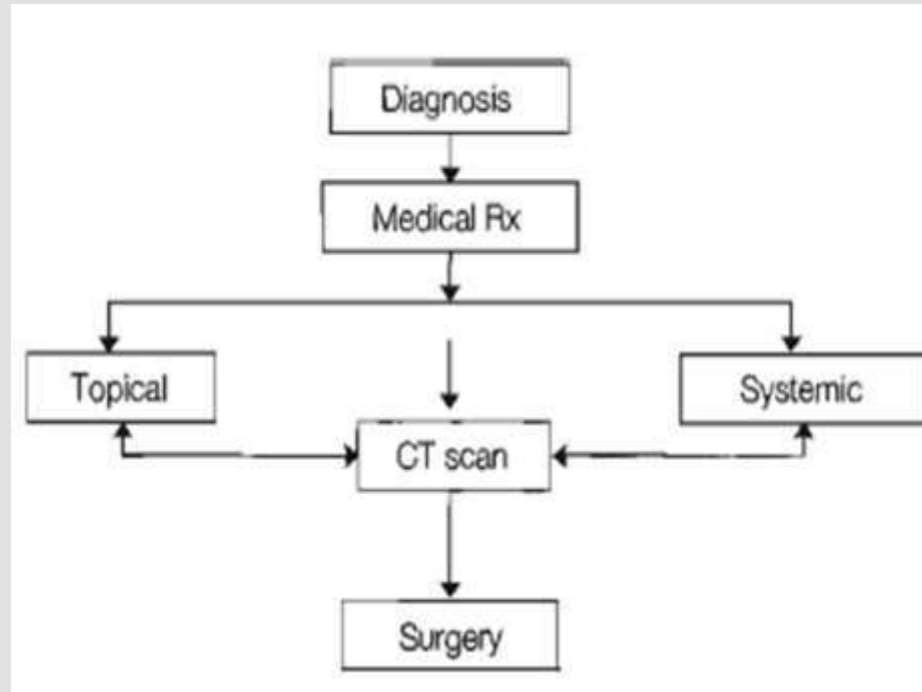 Diagnosis
Medical Rx
Topical
Systemic
CT scan
Surgery